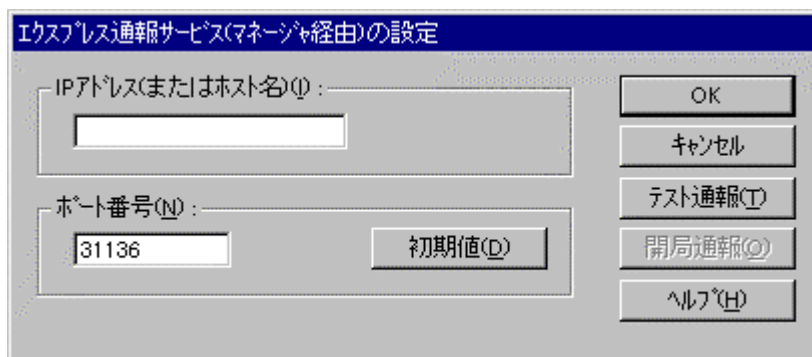 ｴｸｽﾌﾟﾚｽ通報ｻｰﾋﾞｽ(ﾏﾈｰｼﾞｬ経由)の設定
IPｱﾄﾞﾚｽ(またはﾎｽﾄ名)(I) :
OK
ｷｬﾝｾﾙ
ﾃｽﾄ通報(T)
ﾎﾟｰﾄ番号(N) :
31136
初期値(D)
開局通報(O)
ﾍﾙﾌﾟ(H)